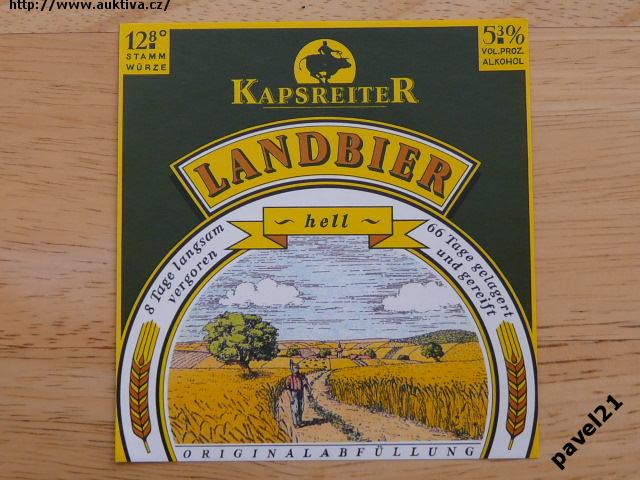 http://www.auktiva.cz/
12.8°
STAMM
WÜRZE
5.3%
VOL.PROZ.
ALKOHOL
KAPSREITER
LANDBIER
~ hell ~
8 Tage langsam
vergoren
66 Tage gelagert
und gereift
ORIGINALABFÜLLUNG
pavel21